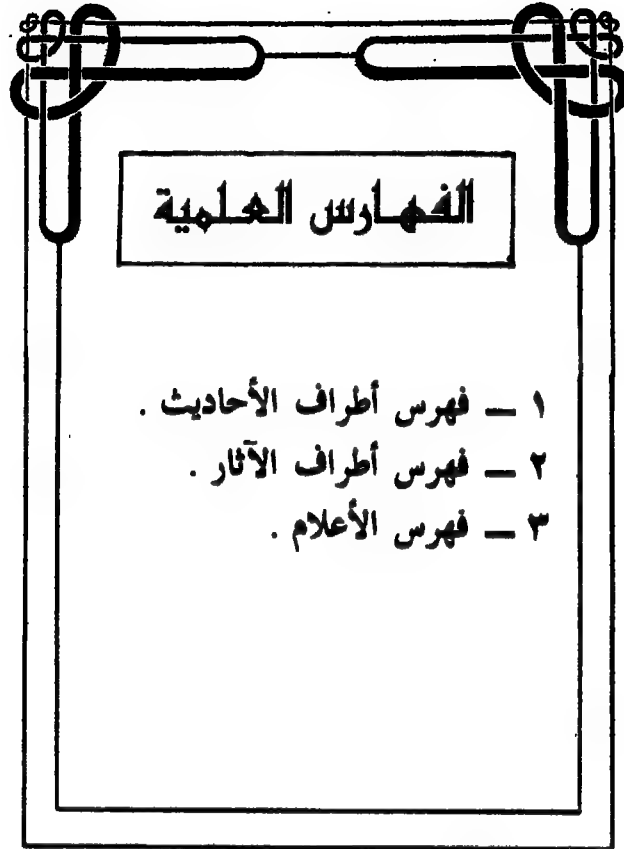 الفهارس العلمية
١ — فهرس أطراف الأحاديث .
٢ — فهرس أطراف الآثار .
٣ — فهرس الأعلام .